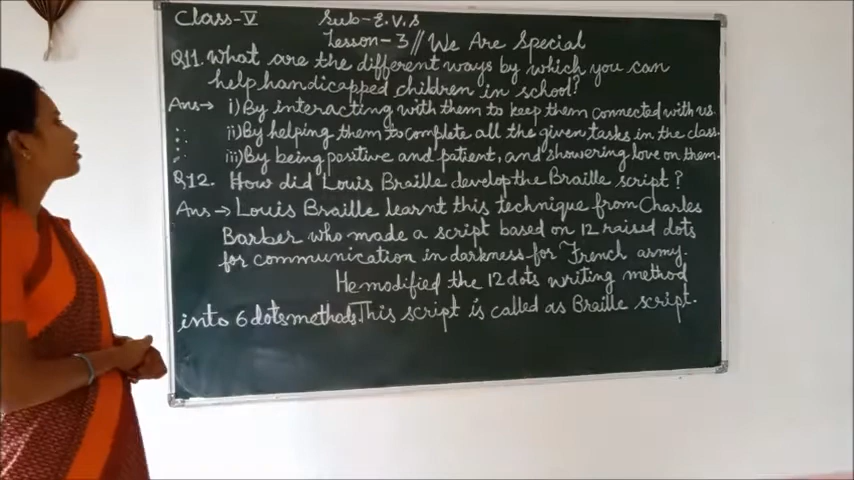 Class-V Sub-E.V.S
Lesson-3//We Are Special
Q11. What are the different ways by which you can
help handicapped children in school?
Ans→ i) By interacting with them to keep them connected with us.
ii) By helping them to complete all the given tasks in the class.
iii) By being positive and patient, and showering love on them.
Q12. How did Louis Braille develop the Braille script?
Ans→ Louis Braille learnt this technique from Charles
Barber who made a script based on 12 raised dots
for communication in darkness for French army.
He modified the 12 dots writing method
into 6 dots method. This script is called as Braille script.